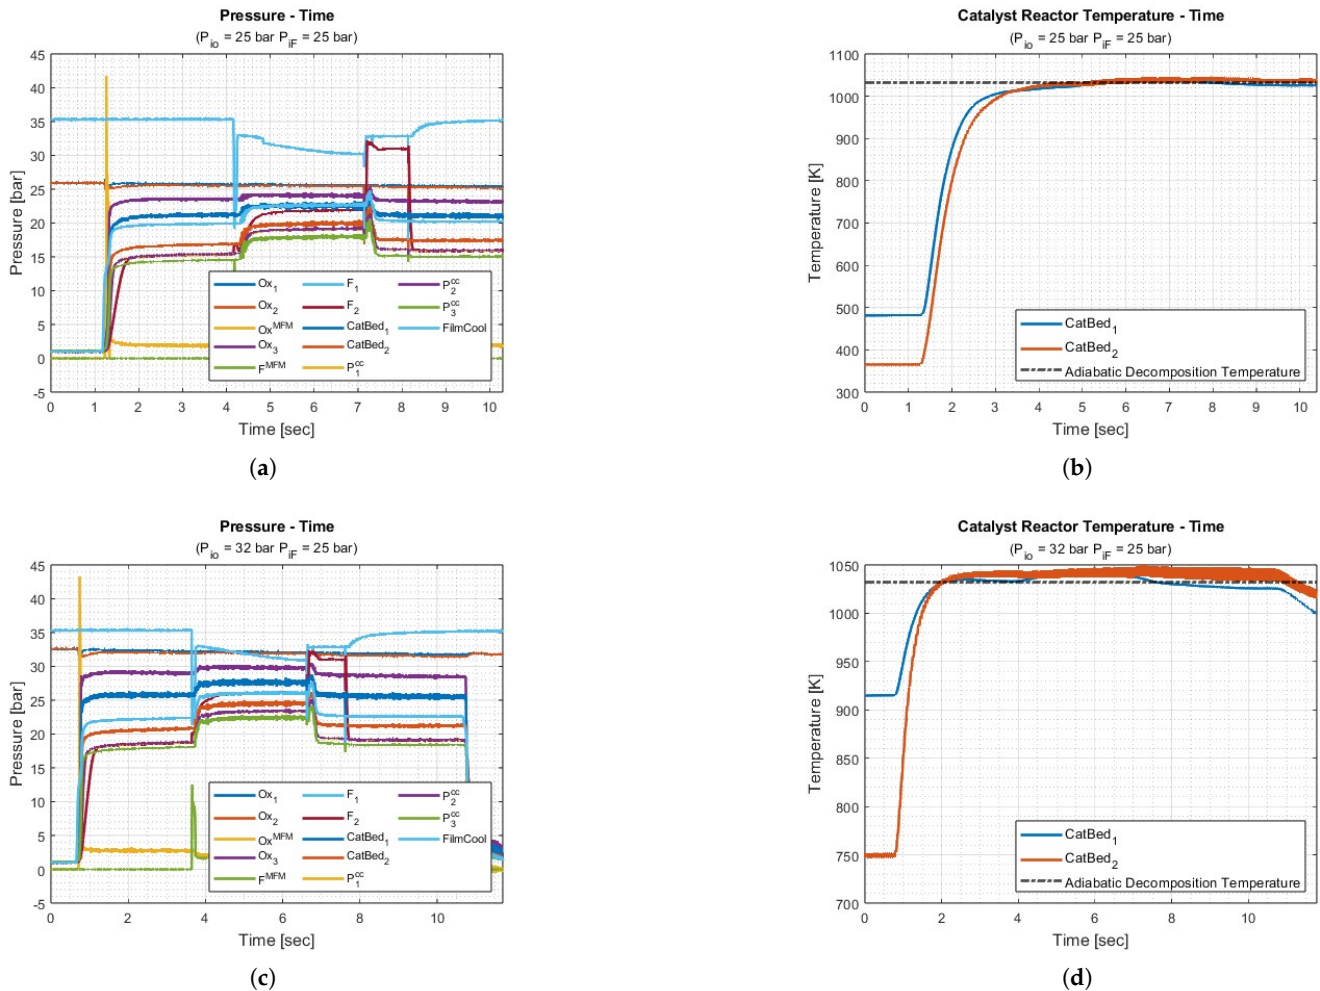 Pressure - Time
(P_io = 25 bar P_iF = 25 bar)
45
40
35
30
25
20
15
10
5
0
-5
Pressure [bar]
Ox_1 F_1 P_2^cc
Ox_2 F_2 P_3^cc
Ox^MFM CatBed_1 FilmCool
Ox_3 CatBed_2
F^MFM P_1^cc
0 1 2 3 4 5 6 7 8 9 10
Time [sec]
(a)
Catalyst Reactor Temperature - Time
(P_io = 25 bar P_iF = 25 bar)
1100
1000
900
800
700
600
500
400
300
Temperature [K]
CatBed_1
CatBed_2
Adiabatic Decomposition Temperature
0 1 2 3 4 5 6 7 8 9 10
Time [sec]
(b)
Pressure - Time
(P_io = 32 bar P_iF = 25 bar)
45
40
35
30
25
20
15
10
5
0
-5
Pressure [bar]
Ox_1 F_1 P_2^cc
Ox_2 F_2 P_3^cc
Ox^MFM CatBed_1 FilmCool
Ox_3 CatBed_2
F^MFM P_1^cc
0 2 4 6 8 10
Time [sec]
(c)
Catalyst Reactor Temperature - Time
(P_io = 32 bar P_iF = 25 bar)
1050
1000
950
900
850
800
750
700
Temperature [K]
CatBed_1
CatBed_2
Adiabatic Decomposition Temperature
0 2 4 6 8 10
Time [sec]
(d)